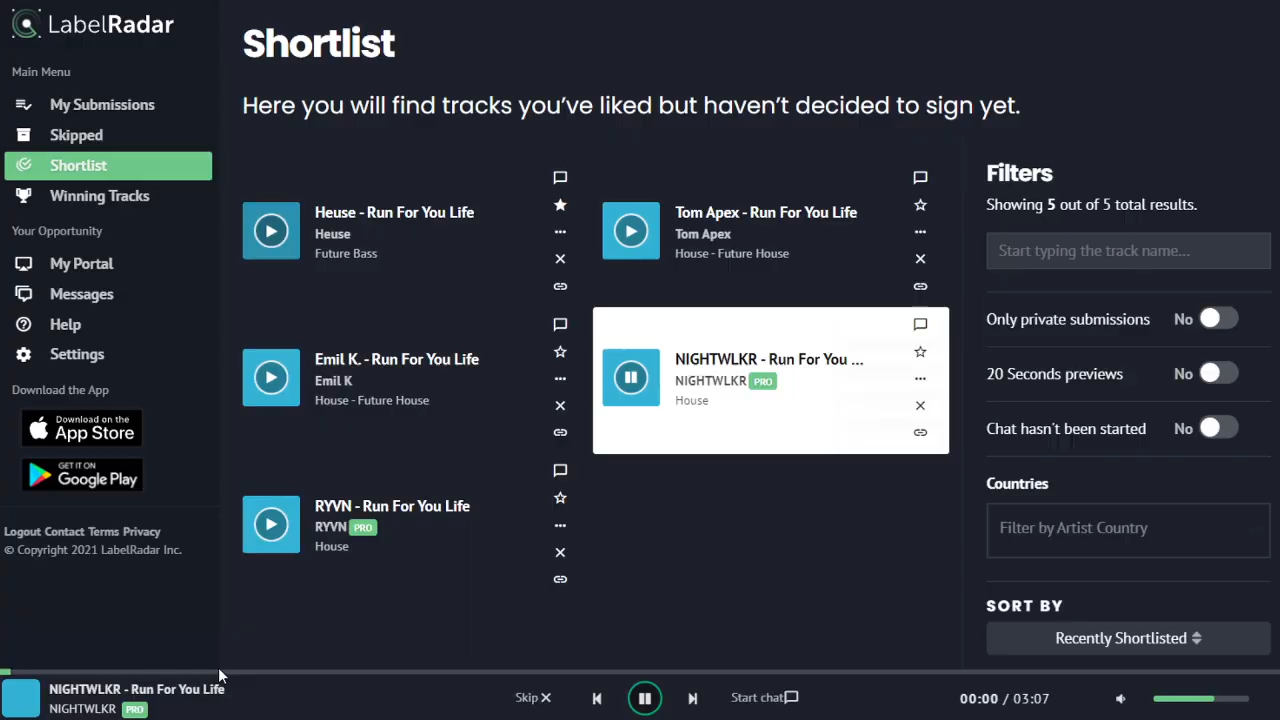 LabelRadar
Main Menu
My Submissions
Skipped
Shortlist
Winning Tracks
Your Opportunity
My Portal
Messages
Help
Settings
Download the App
Download on the
App Store
GET IT ON
Google Play
Logout Contact Terms Privacy
© Copyright 2021 LabelRadar Inc.
Shortlist
Here you will find tracks you've liked but haven't decided to sign yet.
Heuse - Run For You Life
Heuse
Future Bass
Tom Apex - Run For You Life
Tom Apex
House - Future House
Emil K. - Run For You Life
Emil K
House - Future House
NIGHTWLKR - Run For You ...
NIGHTWLKR PRO
House
RYVN - Run For You Life
RYVN PRO
House
Filters
Showing 5 out of 5 total results.
Start typing the track name...
Only private submissions No
20 Seconds previews No
Chat hasn't been started No
Countries
Filter by Artist Country
SORT BY
Recently Shortlisted
NIGHTWLKR - Run For You Life
NIGHTWLKR PRO
Skip
Start chat
00:00 / 03:07